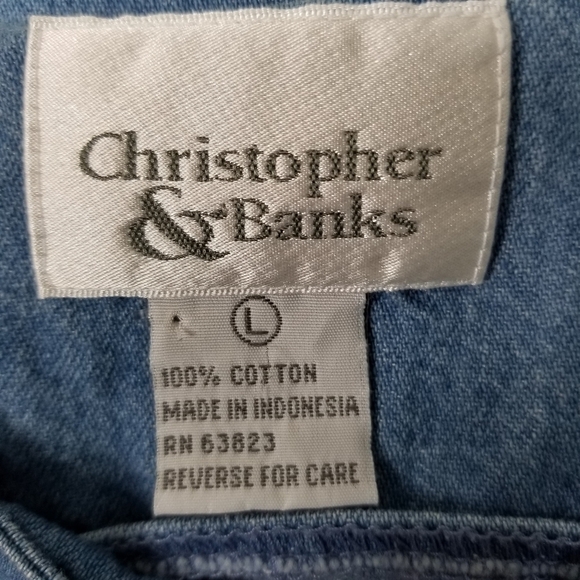 Christopher
& Banks
L
100% COTTON
MADE IN INDONESIA
RN 63823
REVERSE FOR CARE